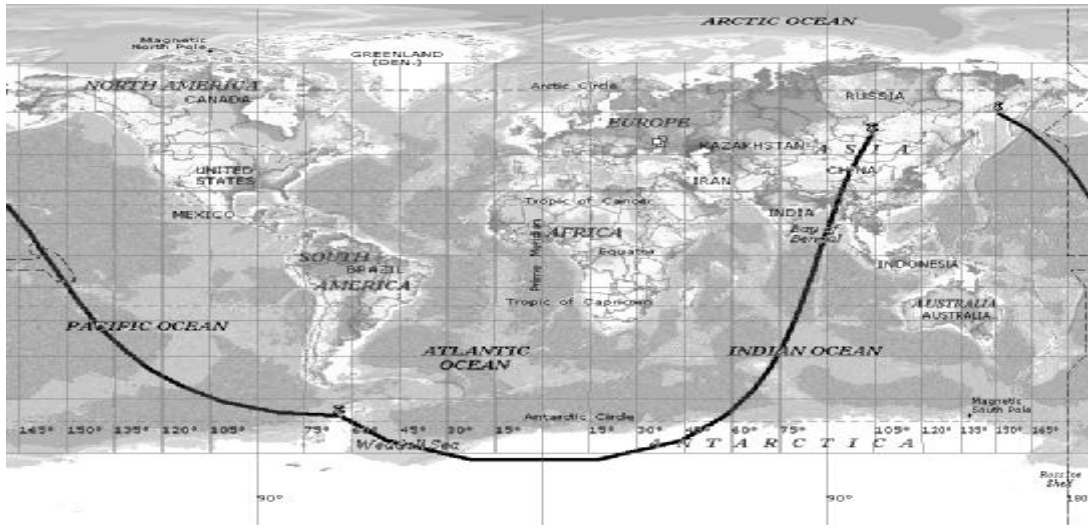 ARCTIC OCEAN
Magnetic
North Pole
GREENLAND
(DEN.)
NORTH AMERICA
CANADA
Arctic Circle
RUSSIA
EUROPE
KAZAKHSTAN
A S I A
UNITED
STATES
IRAN
CHINA
Tropic of Cancer
MEXICO
INDIA
AFRICA
Bay of
Bengal
Prime Meridian
Equator
SOUTH
BRAZIL
AMERICA
INDONESIA
Tropic of Capricorn
AUSTRALIA
AUSTRALIA
PACIFIC OCEAN
ATLANTIC
OCEAN
INDIAN OCEAN
Magnetic
South Pole
Antarctic Circle
165° 150° 135° 120° 105° 75° 60° 45° 30° 15° 15° 30° 45° 60° 75° 105° 120° 135° 150° 165°
Weddell Sea
A N T A R C T I C A
Ross Ice
Shelf
90° 90° 180